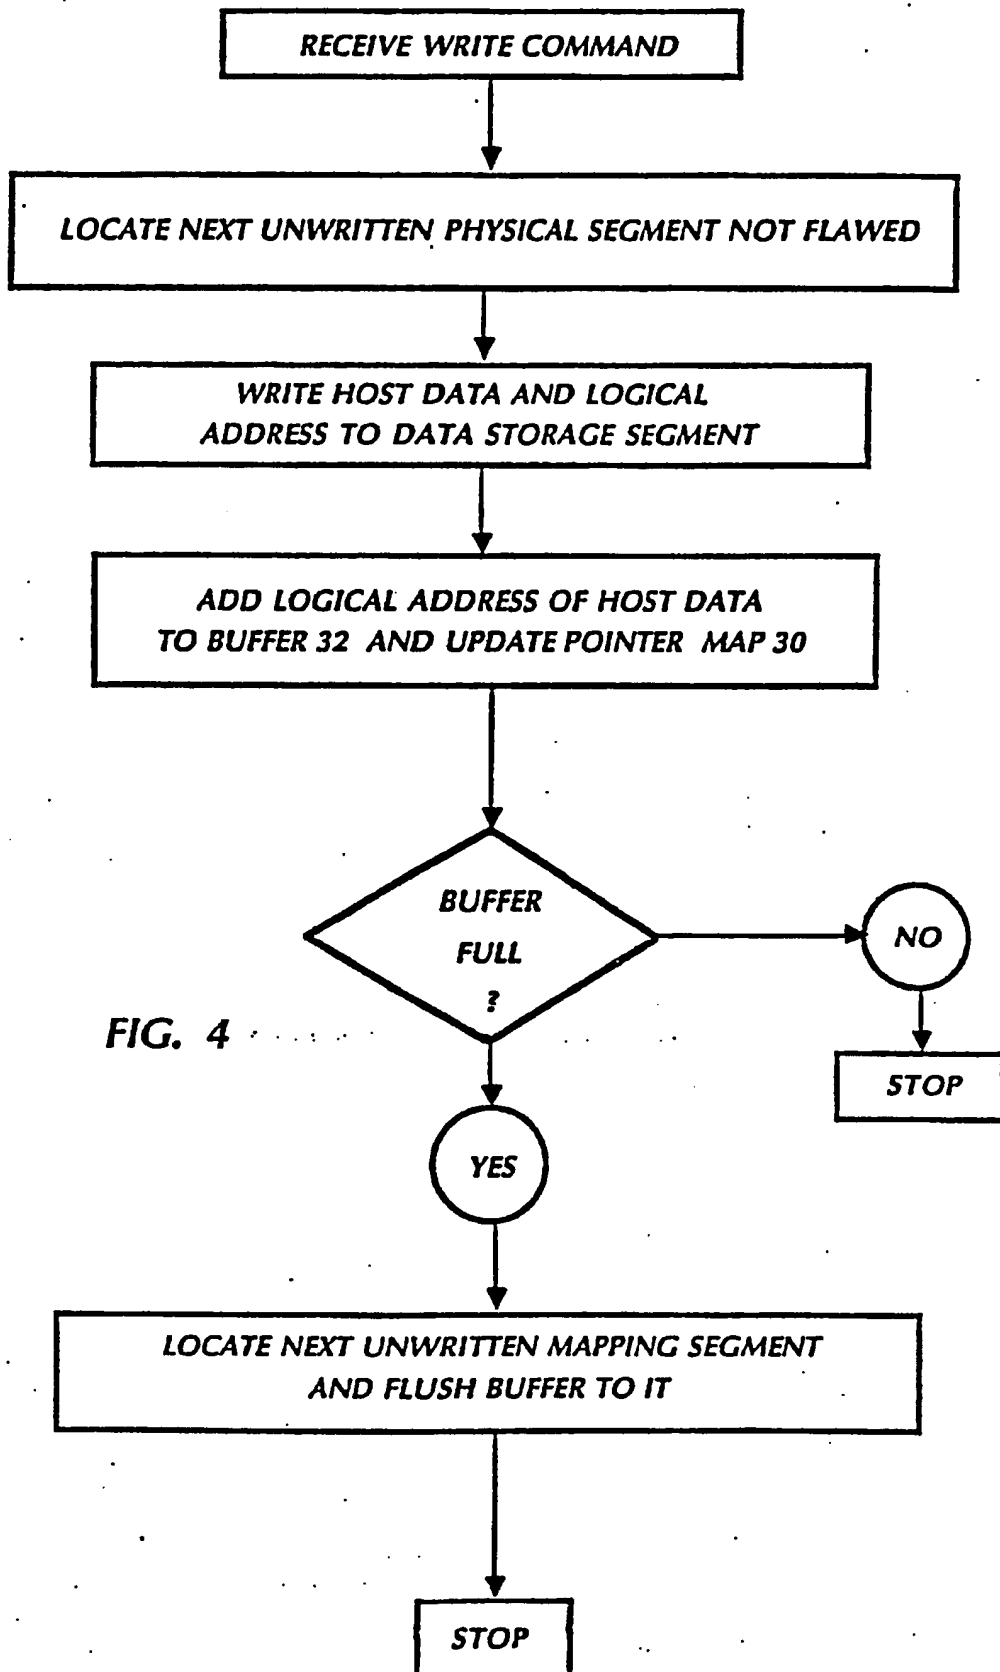 RECEIVE WRITE COMMAND
LOCATE NEXT UNWRITTEN PHYSICAL SEGMENT NOT FLAWED
WRITE HOST DATA AND LOGICAL
ADDRESS TO DATA STORAGE SEGMENT
ADD LOGICAL ADDRESS OF HOST DATA
TO BUFFER 32 AND UPDATE POINTER MAP 30
BUFFER
FULL
?
NO
FIG. 4
STOP
YES
LOCATE NEXT UNWRITTEN MAPPING SEGMENT
AND FLUSH BUFFER TO IT
STOP